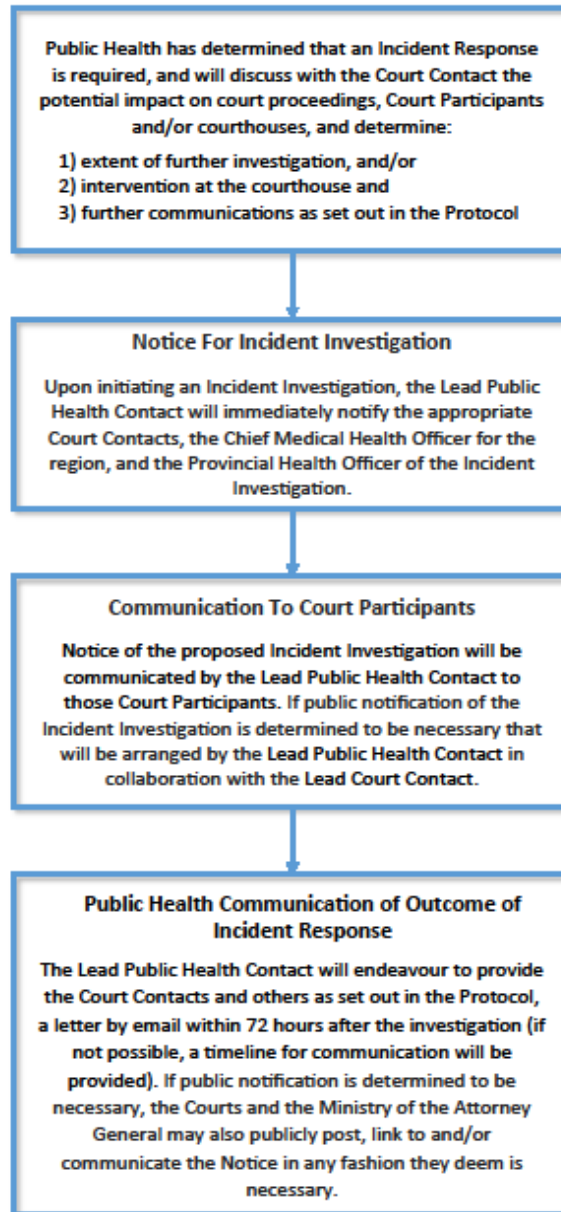 Public Health has determined that an Incident Response
is required, and will discuss with the Court Contact the
potential impact on court proceedings, Court Participants
and/or courthouses, and determine:
1) extent of further investigation, and/or
2) intervention at the courthouse and
3) further communications as set out in the Protocol
Notice For Incident Investigation
Upon initiating an Incident Investigation, the Lead Public
Health Contact will immediately notify the appropriate
Court Contacts, the Chief Medical Health Officer for the
region, and the Provincial Health Officer of the Incident
Investigation.
Communication To Court Participants
Notice of the proposed Incident Investigation will be
communicated by the Lead Public Health Contact to
those Court Participants. If public notification of the
Incident Investigation is determined to be necessary that
will be arranged by the Lead Public Health Contact in
collaboration with the Lead Court Contact.
Public Health Communication of Outcome of
Incident Response
The Lead Public Health Contact will endeavour to provide
the Court Contacts and others as set out in the Protocol,
a letter by email within 72 hours after the investigation (if
not possible, a timeline for communication will be
provided). If public notification is determined to be
necessary, the Courts and the Ministry of the Attorney
General may also publicly post, link to and/or
communicate the Notice in any fashion they deem is
necessary.